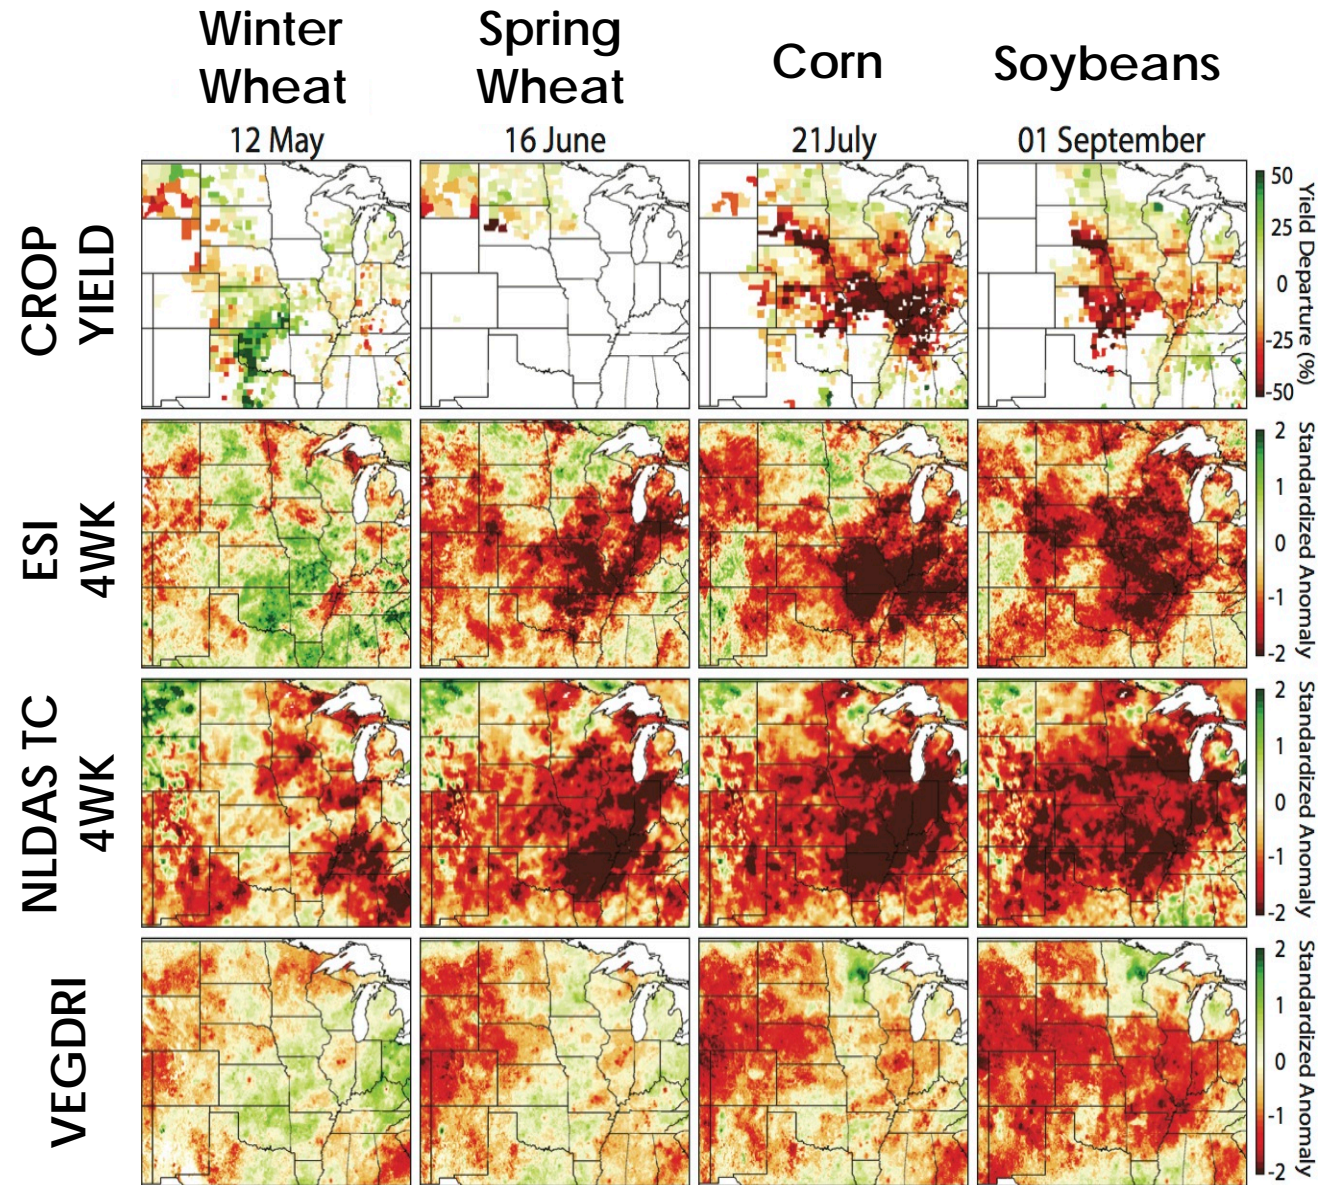 Winter
Wheat
Spring
Wheat
Corn
Soybeans
12 May
16 June
21July
01 September
CROP
YIELD
50
25
0
-25
-50
Yield Departure (%)
ESI
4WK
2
1
0
-1
-2
Standardized Anomaly
NLDAS TC
4WK
2
1
0
-1
-2
Standardized Anomaly
VEGDRI
2
1
0
-1
-2
Standardized Anomaly